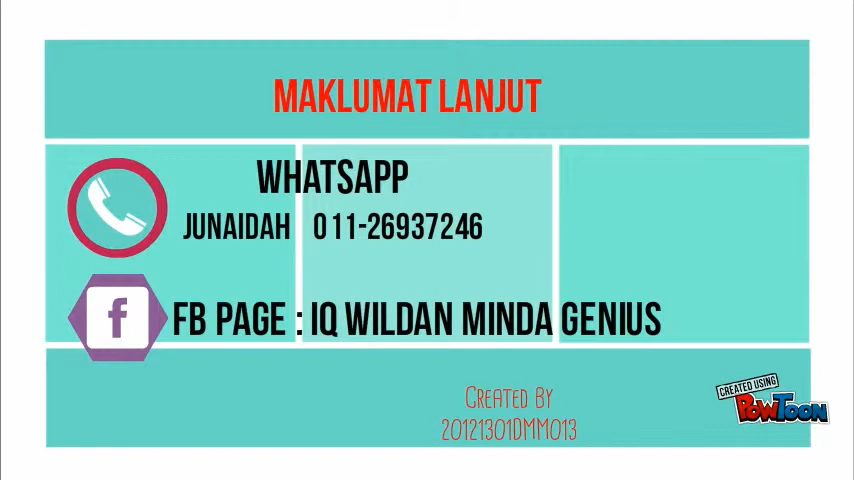 MAKLUMAT LANJUT
WHATSAPP
JUNAIDAH 011-26937246
FB PAGE : IQ WILDAN MINDA GENIUS
CREATED BY
20121301DMM013
CREATED USING
POWTOON